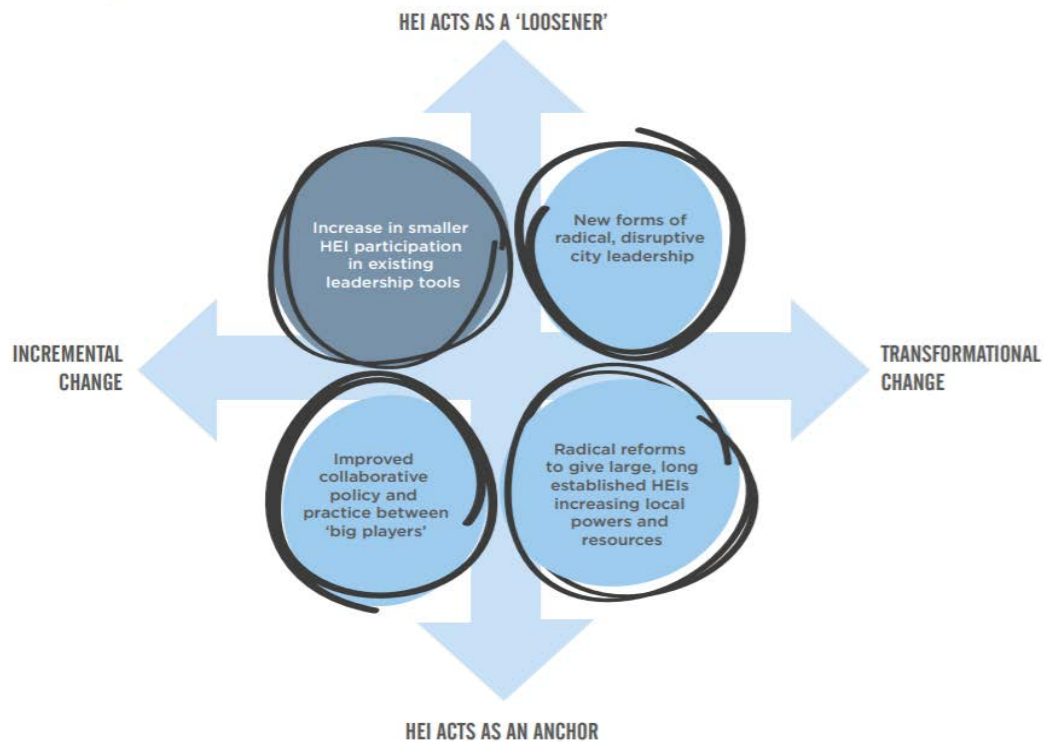 HEI ACTS AS A ‘LOOSENER’
Increase in smaller
HEI participation
in existing
leadership tools
New forms of
radical, disruptive
city leadership
INCREMENTAL
CHANGE
TRANSFORMATIONAL
CHANGE
Improved
collaborative
policy and
practice between
‘big players’
Radical reforms
to give large, long
established HEIs
increasing local
powers and
resources
HEI ACTS AS AN ANCHOR